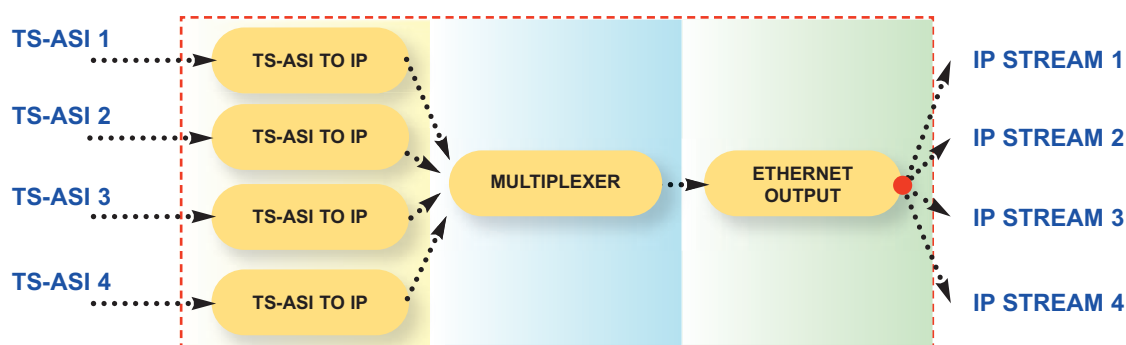 TS-ASI 1
TS-ASI TO IP
TS-ASI 2
TS-ASI TO IP
TS-ASI 3
TS-ASI TO IP
TS-ASI 4
TS-ASI TO IP
MULTIPLEXER
ETHERNET
OUTPUT
IP STREAM 1
IP STREAM 2
IP STREAM 3
IP STREAM 4